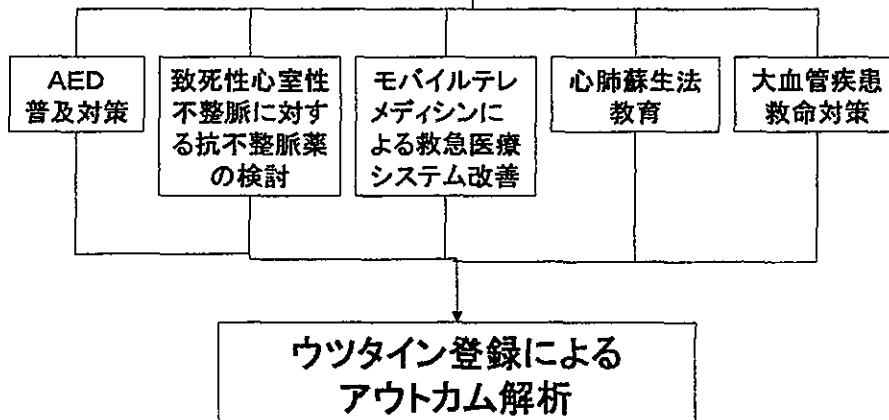 AED
普及対策
致死性心室性
不整脈に対す
る抗不整脈薬
の検討
モバイルテレ
メディシンに
よる救急医療
システム改善
心肺蘇生法
教育
大血管疾患
救命対策
ウツタイン登録による
アウトカム解析